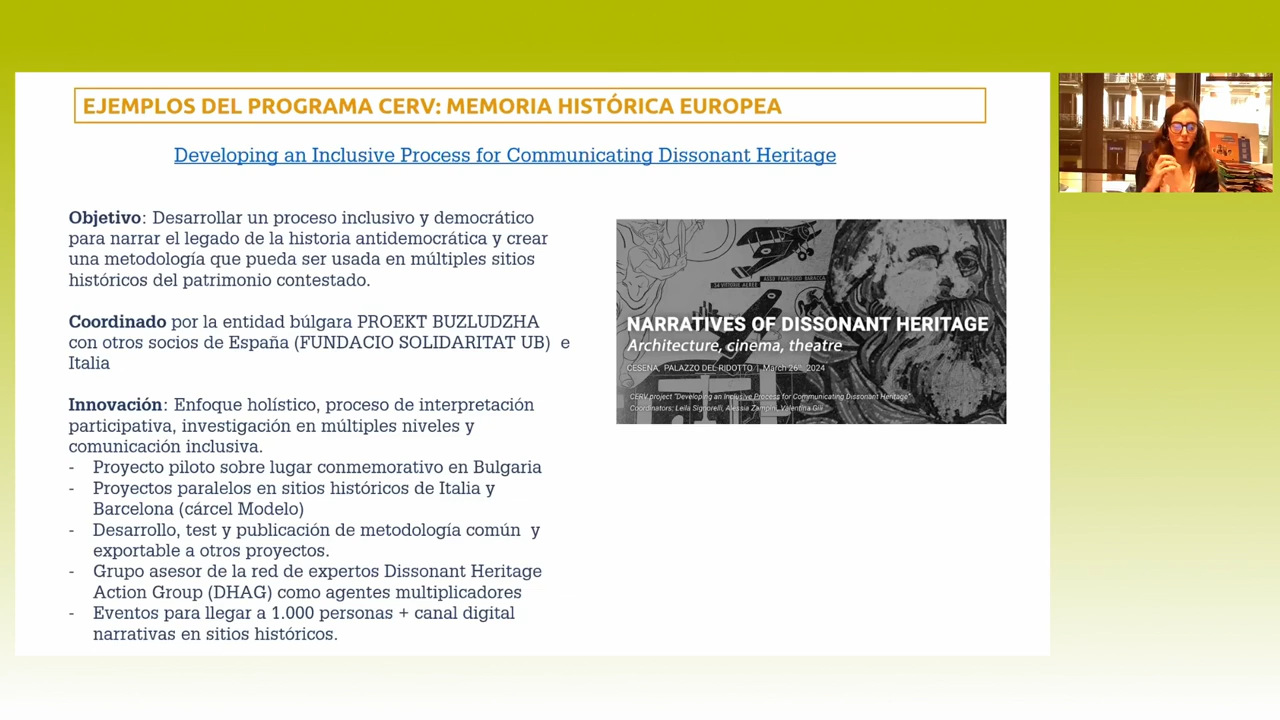 EJEMPLOS DEL PROGRAMA CERV: MEMORIA HISTÓRICA EUROPEA
Developing an Inclusive Process for Communicating Dissonant Heritage
Objetivo: Desarrollar un proceso inclusivo y democrático
para narrar el legado de la historia antidemocrática y crear
una metodología que pueda ser usada en múltiples sitios
históricos del patrimonio contestado.
Coordinado por la entidad búlgara PROEKT BUZLUDZHA
con otros socios de España (FUNDACIO SOLIDARITAT UB) e
Italia
Innovación: Enfoque holístico, proceso de interpretación
participativa, investigación en múltiples niveles y
comunicación inclusiva.
- Proyecto piloto sobre lugar conmemorativo en Bulgaria
- Proyectos paralelos en sitios históricos de Italia y
Barcelona (cárcel Modelo)
- Desarrollo, test y publicación de metodología común y
exportable a otros proyectos.
- Grupo asesor de la red de expertos Dissonant Heritage
Action Group (DHAG) como agentes multiplicadores
- Eventos para llegar a 1.000 personas + canal digital
narrativas en sitios históricos.
34 VITTORIE AEREE
ASSO FRANCESCO BARACCA
NARRATIVES OF DISSONANT HERITAGE
Architecture, cinema, theatre
CESENA, PALAZZO DEL RIDOTTO | March 26th, 2024
CERV project "Developing an Inclusive Process for Communicating Dissonant Heritage"
Coordinators: Leila Signorelli, Alessia Zampini, Valentina Gili